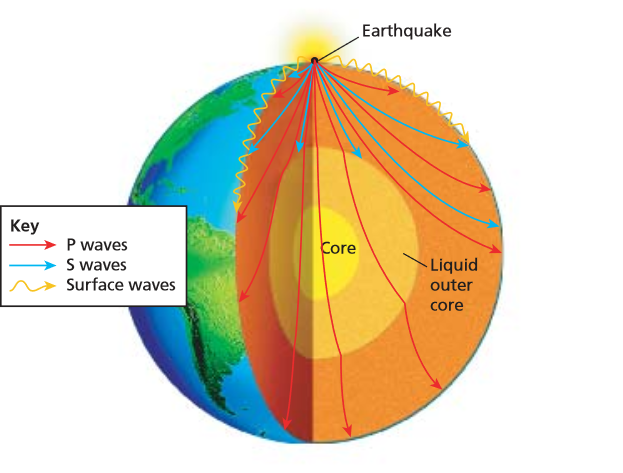 Earthquake
Key
P waves
S waves
Surface waves
Core
Liquid
outer
core